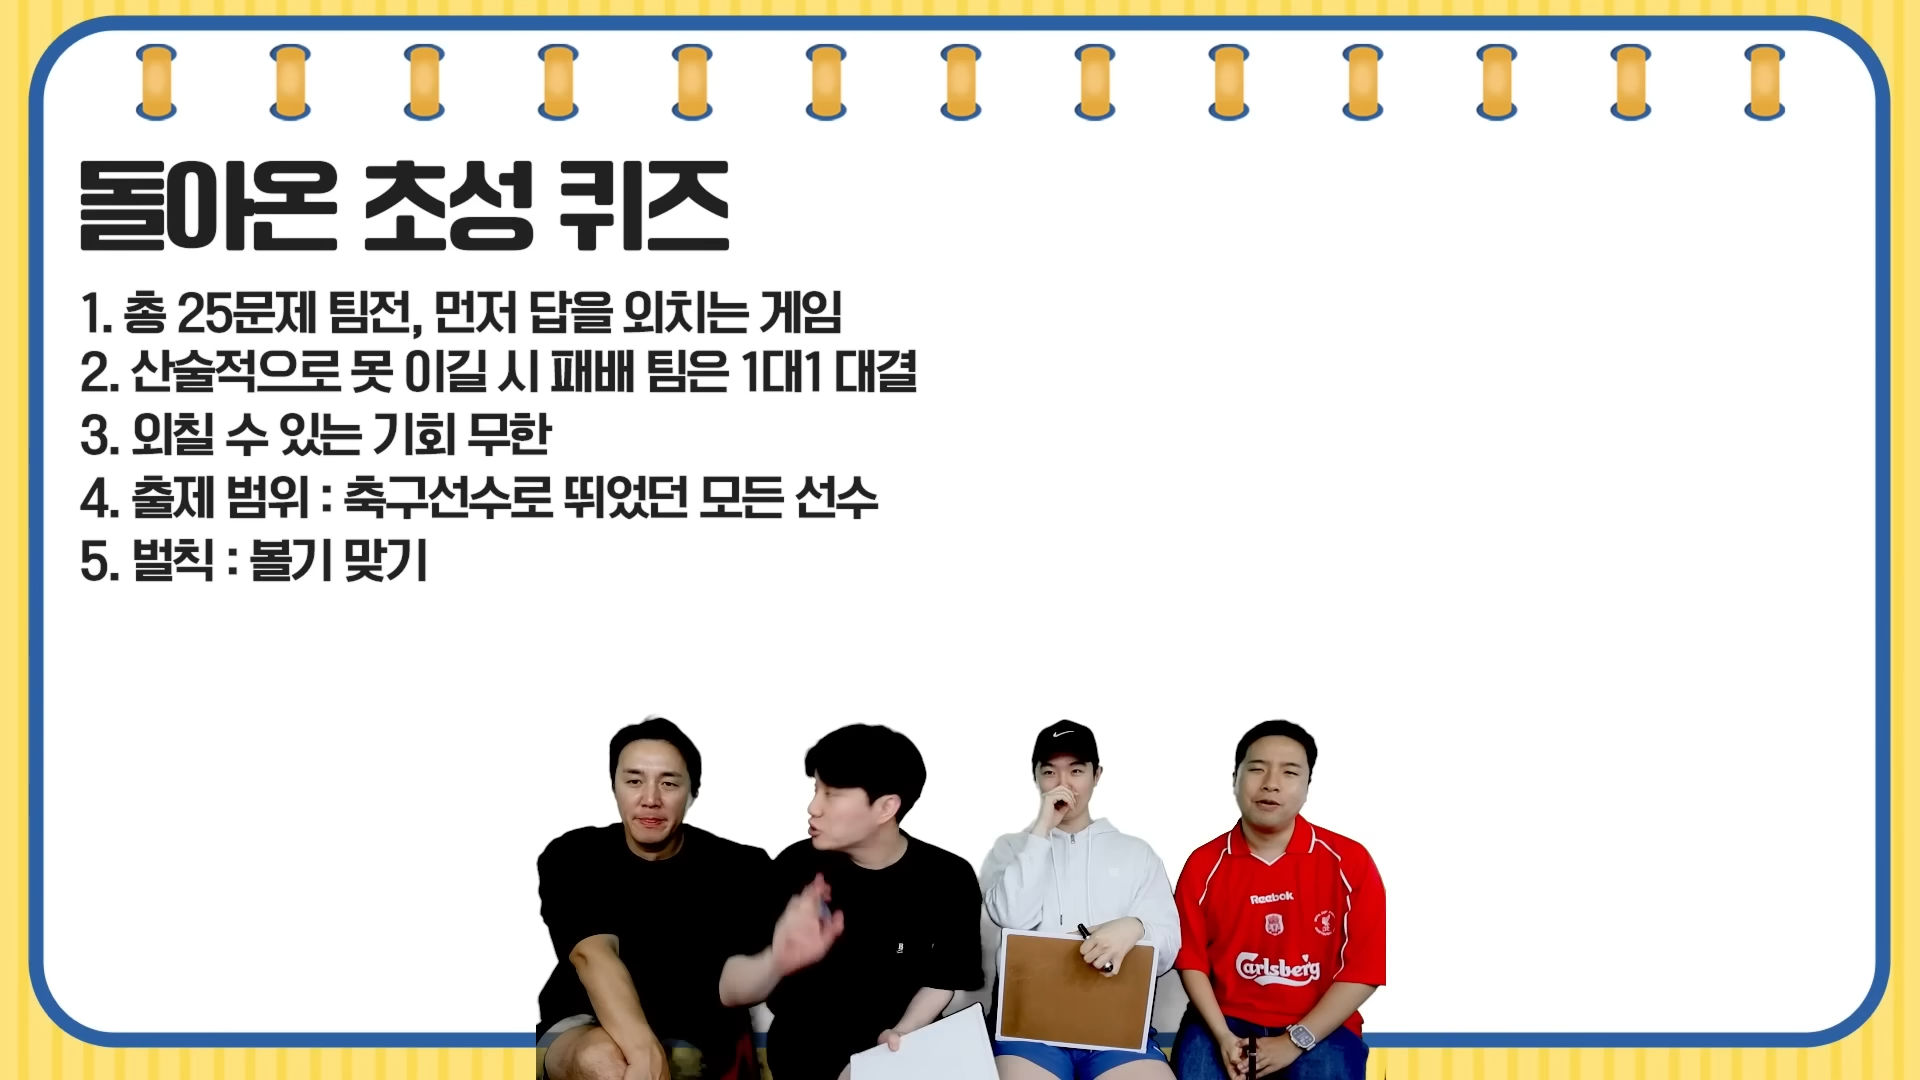 돌아온 초성 퀴즈
1. 총 25문제 팀전, 먼저 답을 외치는 게임
2. 산술적으로 못 이길 시 패배 팀은 1대1 대결
3. 외칠 수 있는 기회 무한
4. 출제 범위 : 축구선수로 뛰었던 모든 선수
5. 벌칙 : 볼기 맞기
Reebok
Carlsberg